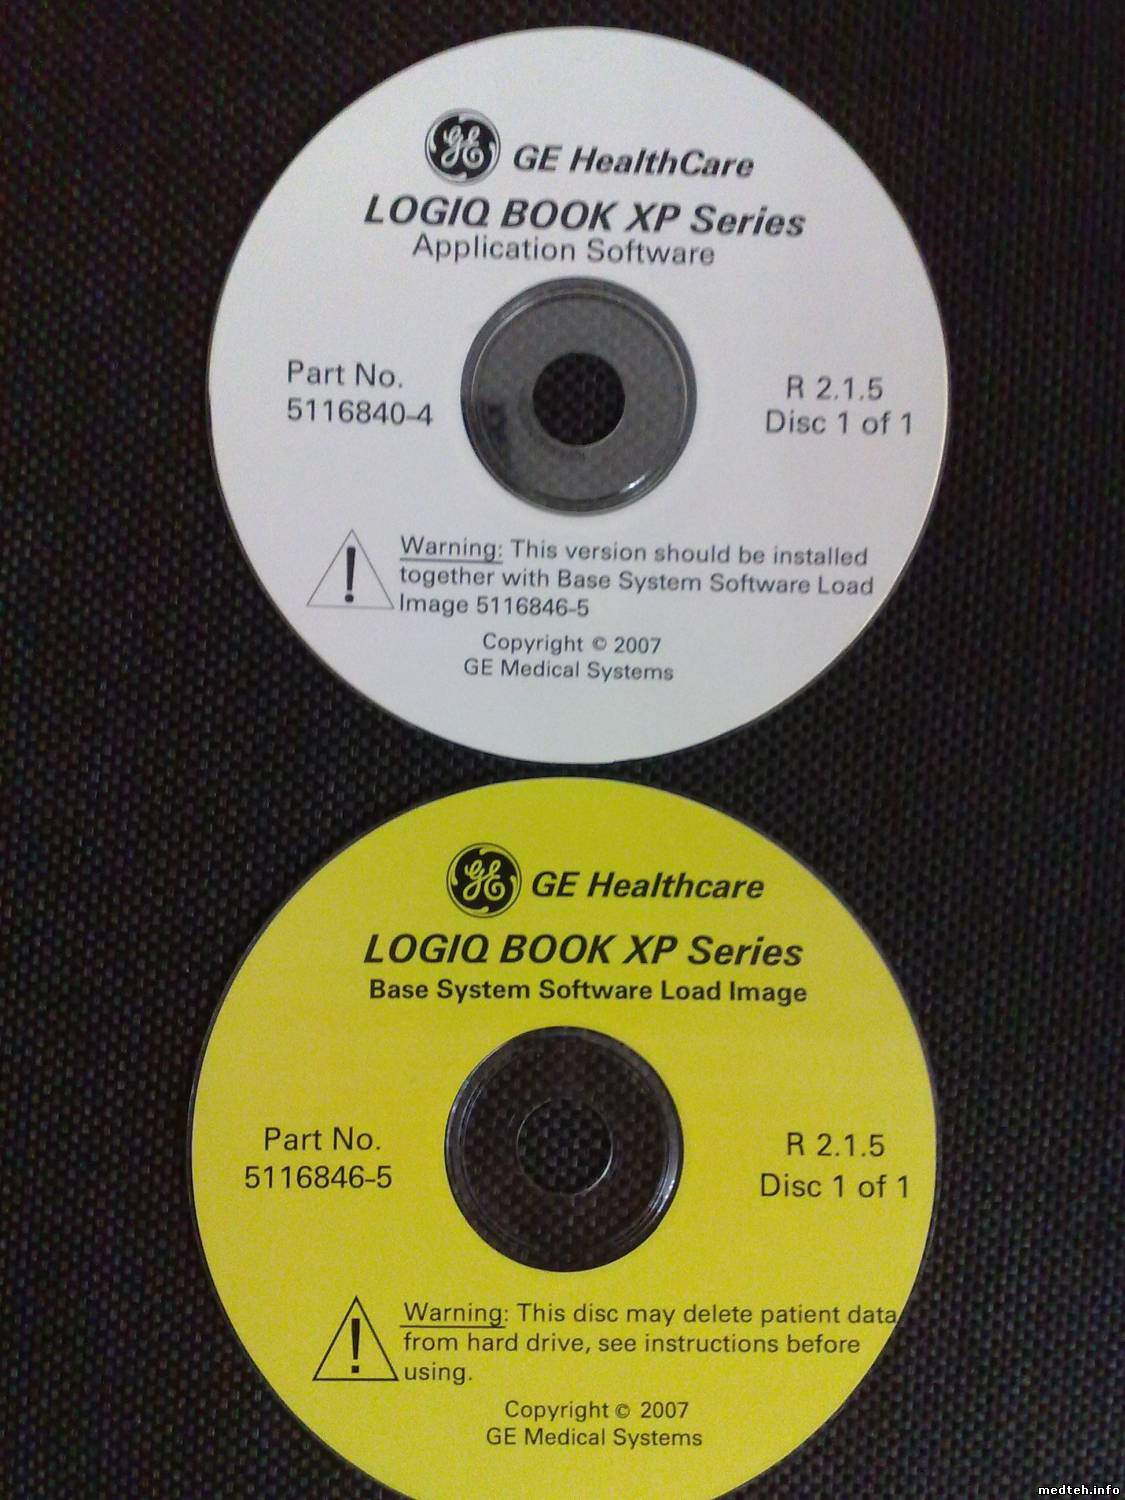 GE HealthCare
LOGIQ BOOK XP Series
Application Software
Part No.
5116840-4
R 2.1.5
Disc 1 of 1
Warning: This version should be installed
together with Base System Software Load
Image 5116846-5
Copyright © 2007
GE Medical Systems
GE Healthcare
LOGIQ BOOK XP Series
Base System Software Load Image
Part No.
5116846-5
R 2.1.5
Disc 1 of 1
Warning: This disc may delete patient data
from hard drive, see instructions before
using.
Copyright © 2007
GE Medical Systems
medteh.info